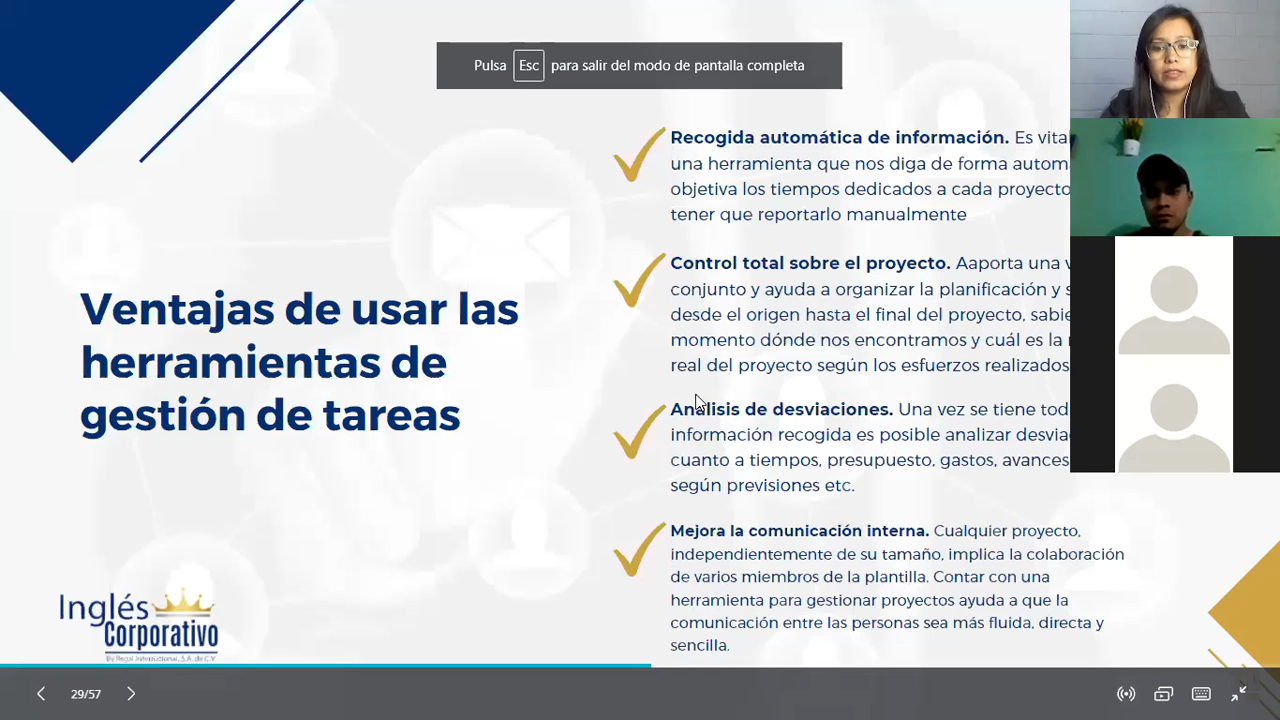 Pulsa Esc para salir del modo de pantalla completa
Ventajas de usar las
herramientas de
gestión de tareas
Recogida automática de información. Es vita
una herramienta que nos diga de forma autom
objetiva los tiempos dedicados a cada proyecto
tener que reportarlo manualmente
Control total sobre el proyecto. Aaporta una v
conjunto y ayuda a organizar la planificación y s
desde el origen hasta el final del proyecto, sabie
momento dónde nos encontramos y cuál es la
real del proyecto según los esfuerzos realizados
Análisis de desviaciones. Una vez se tiene tod
información recogida es posible analizar desvia
cuanto a tiempos, presupuesto, gastos, avances
según previsiones etc.
Mejora la comunicación interna. Cualquier proyecto,
independientemente de su tamaño, implica la colaboración
de varios miembros de la plantilla. Contar con una
herramienta para gestionar proyectos ayuda a que la
comunicación entre las personas sea más fluida, directa y
sencilla.
Inglés
Corporativo
By Regal International, S.A. de C.V.
29/57